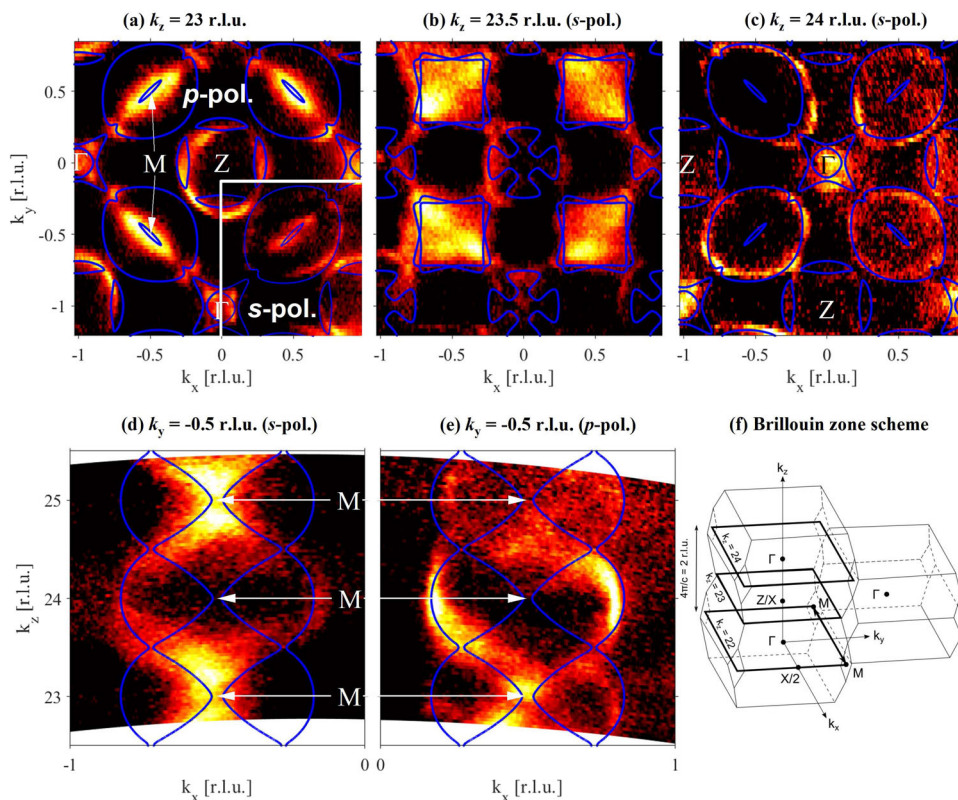 (a) k_z = 23 r.l.u.
(b) k_z = 23.5 r.l.u. (s-pol.)
(c) k_z = 24 r.l.u. (s-pol.)
0.5
0
-0.5
-1
k_y [r.l.u.]
p-pol.
Γ
M
Z
Γ
s-pol.
Z
Γ
Z
-1
-0.5
0
0.5
k_x [r.l.u.]
-1
-0.5
0
0.5
k_x [r.l.u.]
-1
-0.5
0
0.5
k_x [r.l.u.]
(d) k_y = -0.5 r.l.u. (s-pol.)
(e) k_y = -0.5 r.l.u. (p-pol.)
(f) Brillouin zone scheme
25
24
23
k_z [r.l.u.]
M
M
M
-1
0
k_x [r.l.u.]
0
1
k_x [r.l.u.]
k_z
4π/c = 2 r.l.u.
k_z = 24
Γ
k_z = 23
Z/X
M
Γ
k_z = 22
Γ
k_y
X/2
M
k_x